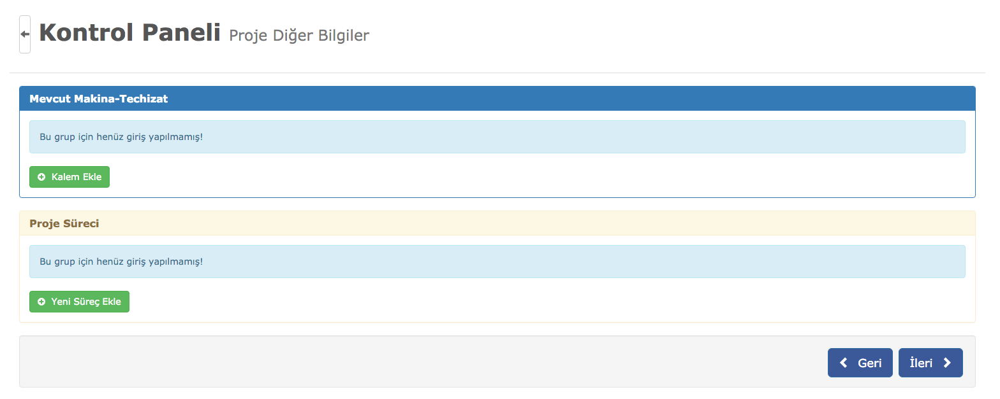 Kontrol Paneli Proje Diğer Bilgiler
Mevcut Makina-Techizat
Bu grup için henüz giriş yapılmamış!
Kalem Ekle
Proje Süreci
Bu grup için henüz giriş yapılmamış!
Yeni Süreç Ekle
Geri İleri